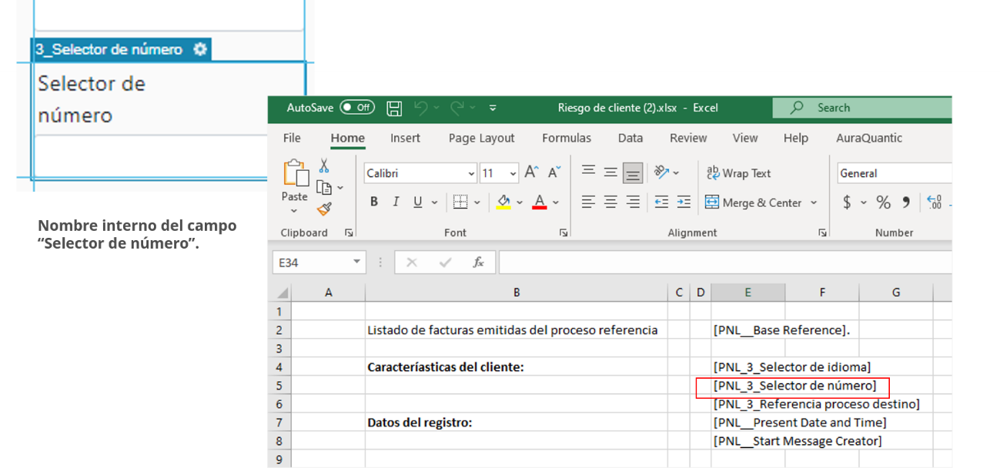 3_Selector de número
Selector de
número
Nombre interno del campo
“Selector de número”.
AutoSave Off Riesgo de cliente (2).xlsx - Excel Search
File Home Insert Page Layout Formulas Data Review View Help AuraQuantic
Calibri 11 A A ab Wrap Text General
Paste B I U A Merge & Center $ % 9 .00
Clipboard Font Alignment Number
E34 fx
A B C D E F G
1
2 Listado de facturas emitidas del proceso referencia [PNL__Base Reference].
3
4 Caracteríasticas del cliente: [PNL_3_Selector de idioma]
5 [PNL_3_Selector de número]
6 [PNL_3_Referencia proceso destino]
7 Datos del registro: [PNL__Present Date and Time]
8 [PNL__Start Message Creator]
9